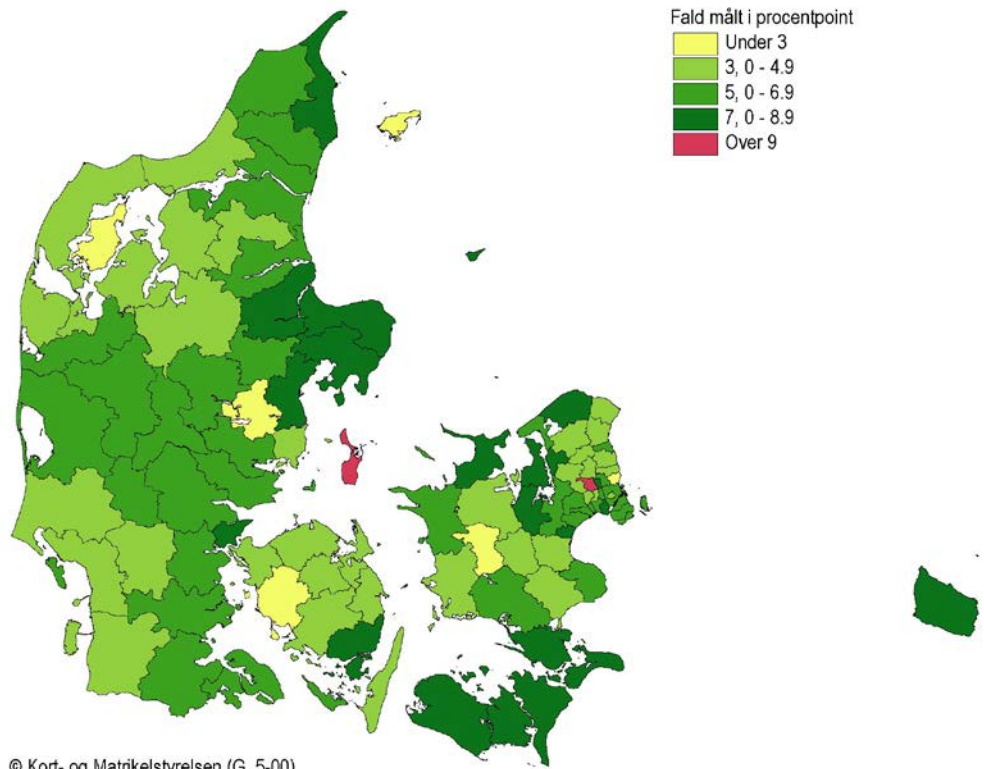 Fald målt i procentpoint
Under 3
3, 0 - 4.9
5, 0 - 6.9
7, 0 - 8.9
Over 9
© Kort- og Matrikelstyrelsen (G. 5-00)